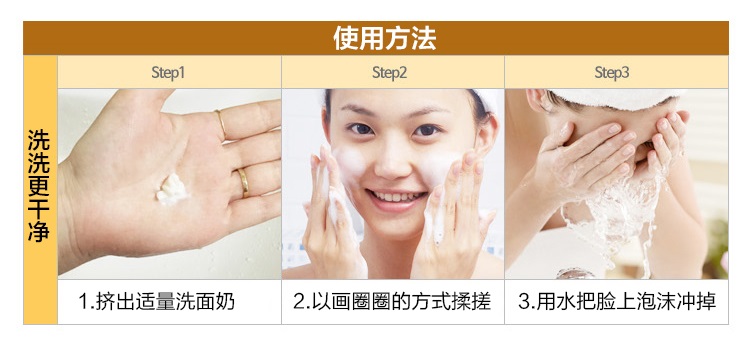 使用方法
Step1
Step2
Step3
洗洗更干净
1.挤出适量洗面奶
2.以画圈圈的方式揉搓
3.用水把脸上泡沫冲掉